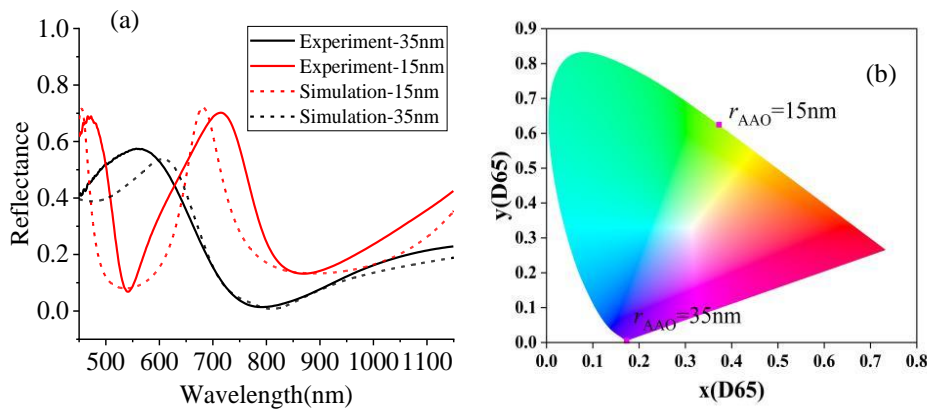 (a)
Experiment-35nm
Experiment-15nm
Simulation-15nm
Simulation-35nm
1.0
0.8
0.6
0.4
0.2
0.0
Reflectance
500 600 700 800 900 1000 1100
Wavelength(nm)
(b)
r_AAO=15nm
r_AAO=35nm
0.9
0.8
0.7
0.6
0.5
0.4
0.3
0.2
0.1
0.0
y(D65)
0.0 0.1 0.2 0.3 0.4 0.5 0.6 0.7 0.8
x(D65)